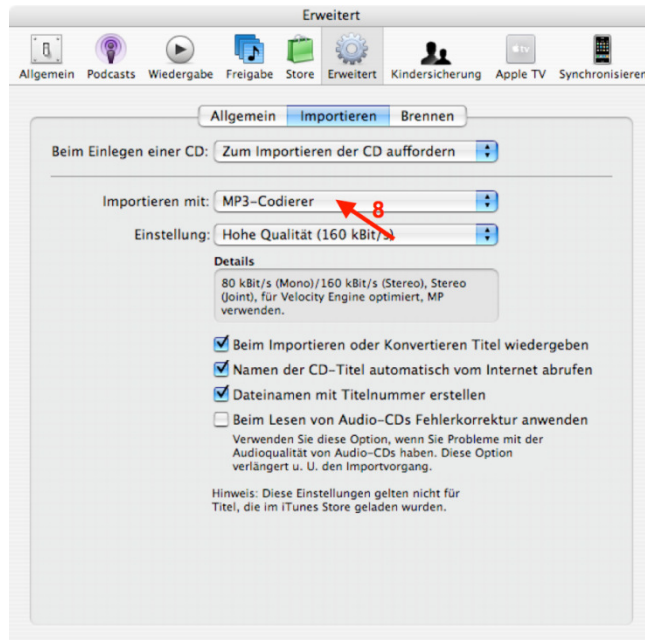 Erweitert
Allgemein Podcasts Wiedergabe Freigabe Store Erweitert Kindersicherung Apple TV Synchronisieren
Allgemein Importieren Brennen
Beim Einlegen einer CD: Zum Importieren der CD auffordern
Importieren mit: MP3-Codierer
8
Einstellung: Hohe Qualität (160 kBit/s)
Details
80 kBit/s (Mono)/160 kBit/s (Stereo), Stereo
(Joint), für Velocity Engine optimiert, MP
verwenden.
Beim Importieren oder Konvertieren Titel wiedergeben
Namen der CD-Titel automatisch vom Internet abrufen
Dateinamen mit Titelnummer erstellen
Beim Lesen von Audio-CDs Fehlerkorrektur anwenden
Verwenden Sie diese Option, wenn Sie Probleme mit der
Audioqualität von Audio-CDs haben. Diese Option
verlängert u. U. den Importvorgang.
Hinweis: Diese Einstellungen gelten nicht für
Titel, die im iTunes Store geladen wurden.